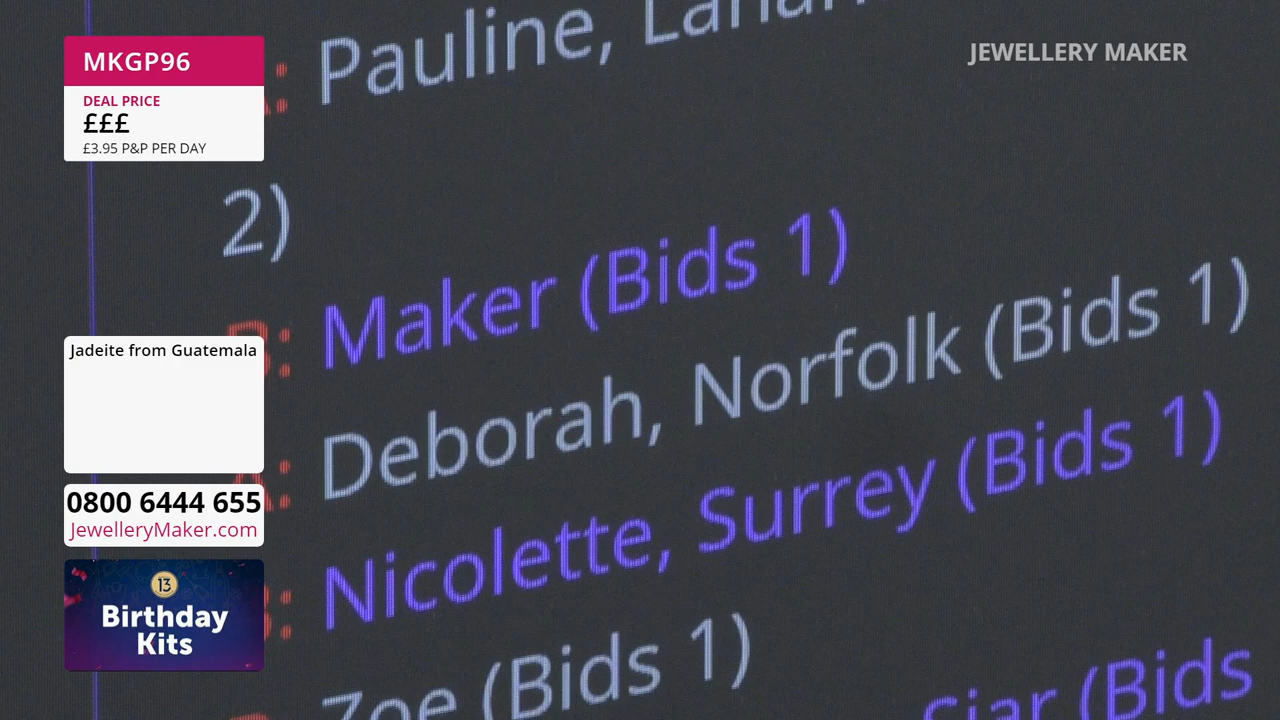 MKGP96
DEAL PRICE
£££
£3.95 P&P PER DAY
JEWELLERY MAKER
Pauline,
2)
Maker (Bids 1)
B:
Deborah, Norfolk (Bids 1)
Jadeite from Guatemala
Nicolette, Surrey (Bids 1)
0800 6444 655
JewelleryMaker.com
Zoe (Bids 1)
(Bids
13
Birthday
Kits